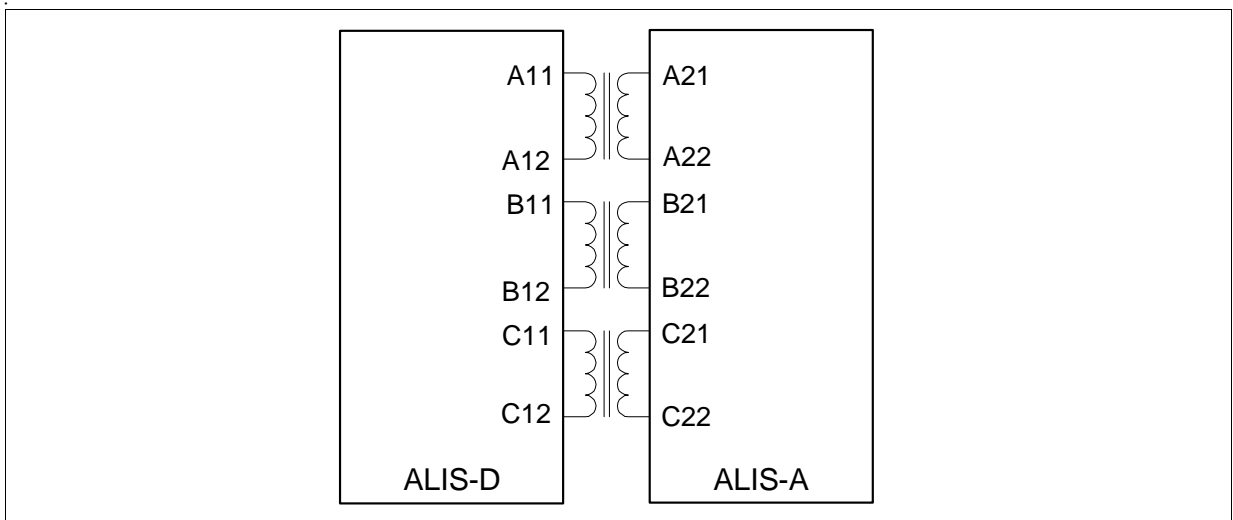 A11 A21
A12 A22
B11 B21
B12 B22
C11 C21
C12 C22
ALIS-D ALIS-A